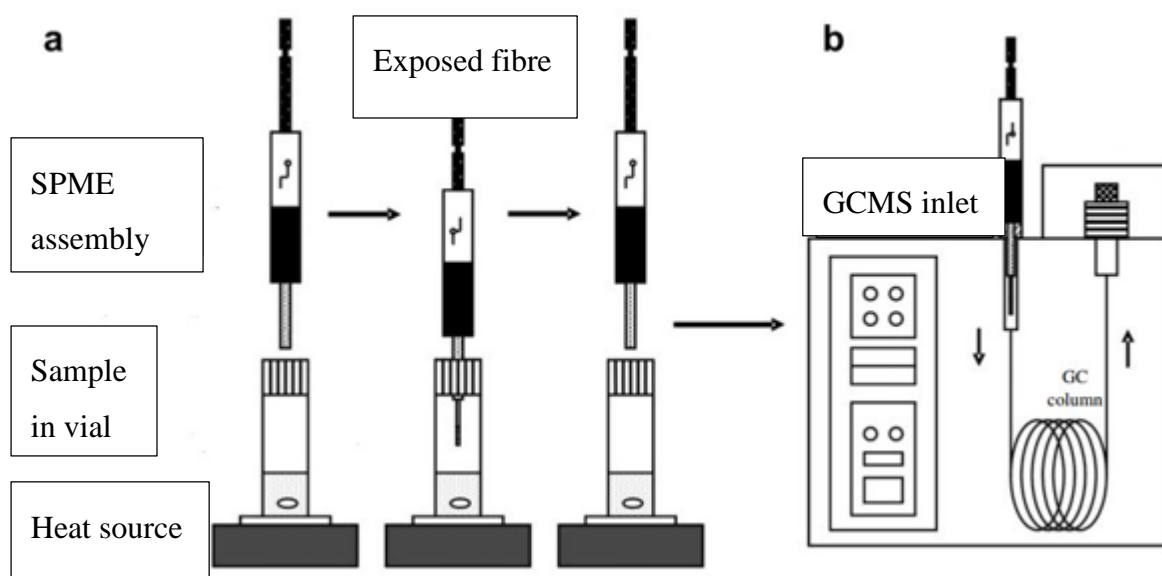 a
Exposed fibre
b
SPME
assembly
GCMS inlet
Sample
in vial
GC
column
Heat source